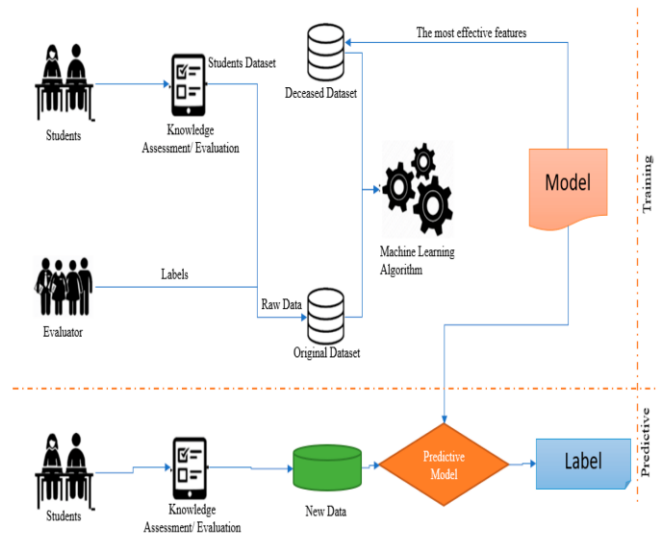 The most effective features
Students Dataset
Deceased Dataset
Students
Knowledge
Assessment/ Evaluation
Model
Training
Machine Learning
Algorithm
Labels
Raw Data
Evaluator
Original Dataset
Predictive
Model
Label
Predictive
Students
Knowledge
Assessment/ Evaluation
New Data